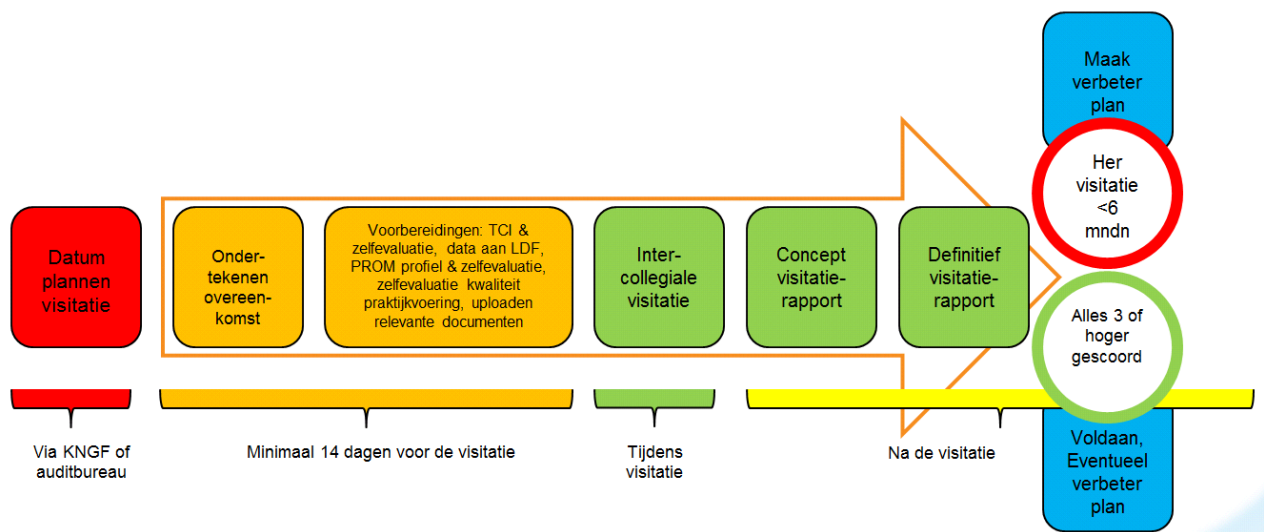 Datum
plannen
visitatie
Onder-
tekenen
overeen-
komst
Voorbereidingen: TCI &
zelfevaluatie, data aan LDF,
PROM profiel & zelfevaluatie,
zelfevaluatie kwaliteit
praktijkvoering, uploaden
relevante documenten
Inter-
collegiale
visitatie
Concept
visitatie-
rapport
Definitief
visitatie-
rapport
Maak
verbeter
plan
Her
visitatie
<6
mndn
Alles 3 of
hoger
gescoord
Voldaan,
Eventueel
verbeter
plan
Via KNGF of
auditbureau
Minimaal 14 dagen voor de visitatie
Tijdens
visitatie
Na de visitatie